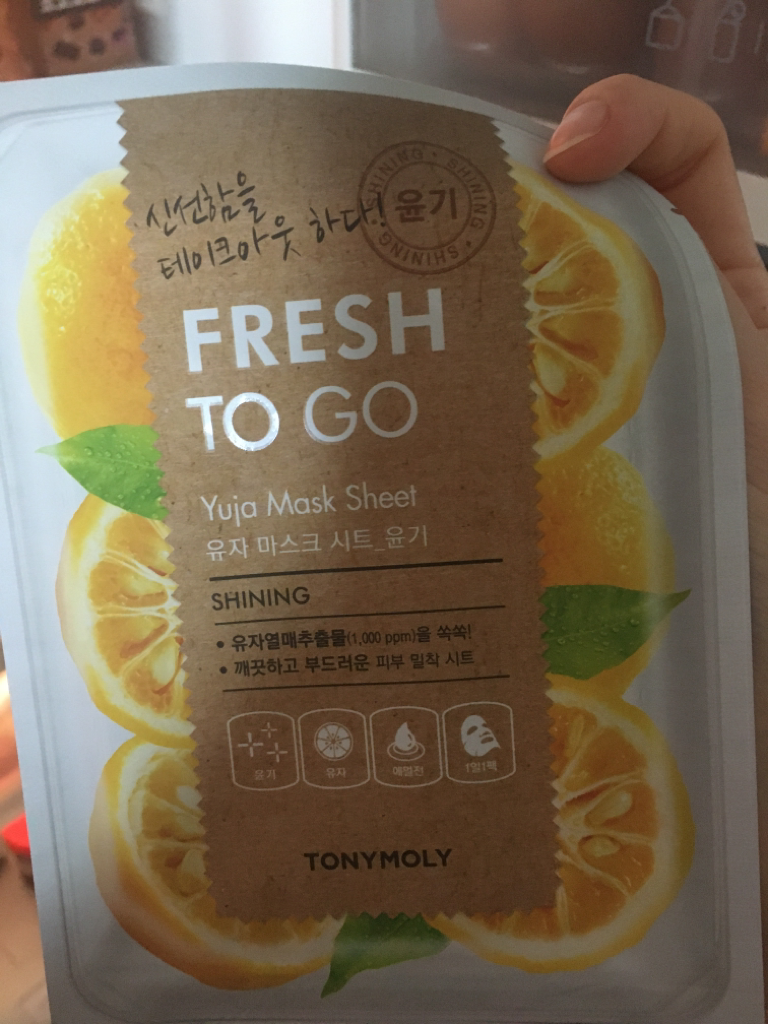 신선함을
테이크아웃 하다!
SHINING • SHINING • SHINING •
윤기
FRESH
TO GO
Yuja Mask Sheet
유자 마스크 시트_윤기
SHINING
• 유자열매추출물(1,000 ppm)을 쏙쏙!
• 깨끗하고 부드러운 피부 밀착 시트
윤기 유자 에멀전 1일1팩
TONYMOLY